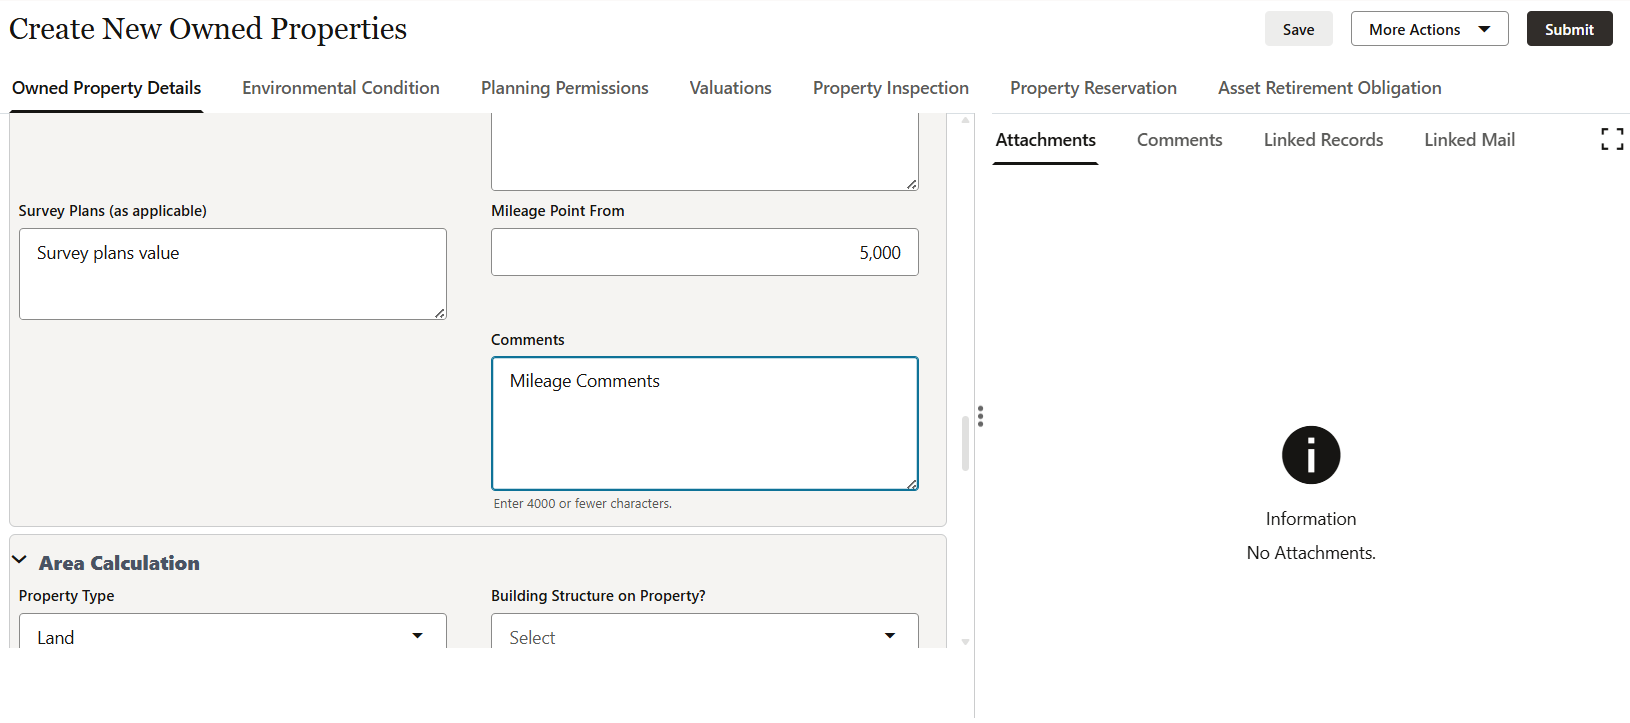 Create New Owned Properties
Save
More Actions
Submit
Owned Property Details
Environmental Condition
Planning Permissions
Valuations
Property Inspection
Property Reservation
Asset Retirement Obligation
Attachments
Comments
Linked Records
Linked Mail
Survey Plans (as applicable)
Mileage Point From
Survey plans value
5,000
Comments
Mileage Comments
Enter 4000 or fewer characters.
Area Calculation
Property Type
Building Structure on Property?
Land
Select
Information
No Attachments.